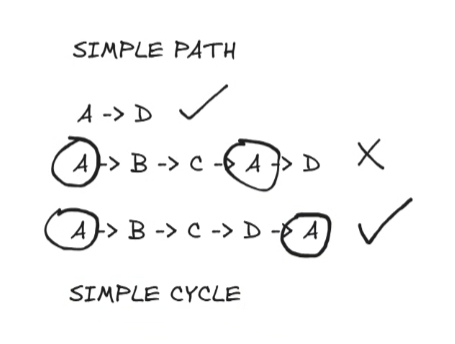 SIMPLE PATH
A -> D ✓
A -> B -> C -> A -> D X
A -> B -> C -> D -> A ✓
SIMPLE CYCLE